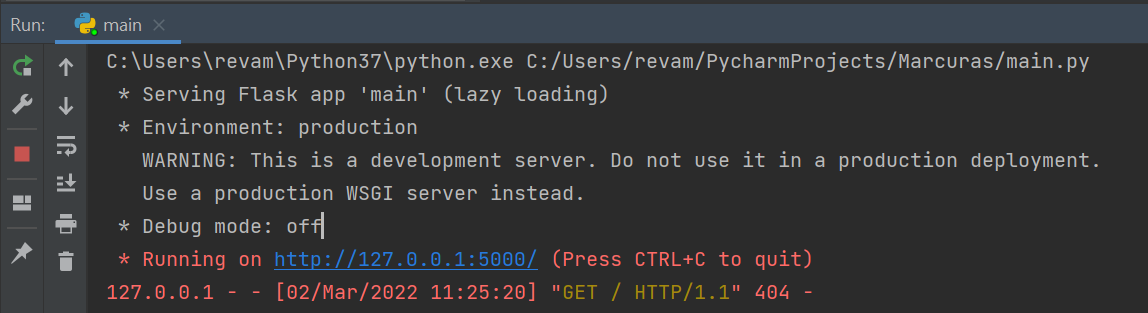 Run: main
C:\Users\revam\Python37\python.exe C:/Users/revam/PycharmProjects/Marcuras/main.py
* Serving Flask app 'main' (lazy loading)
* Environment: production
WARNING: This is a development server. Do not use it in a production deployment.
Use a production WSGI server instead.
* Debug mode: off
* Running on http://127.0.0.1:5000/ (Press CTRL+C to quit)
127.0.0.1 - - [02/Mar/2022 11:25:20] "GET / HTTP/1.1" 404 -